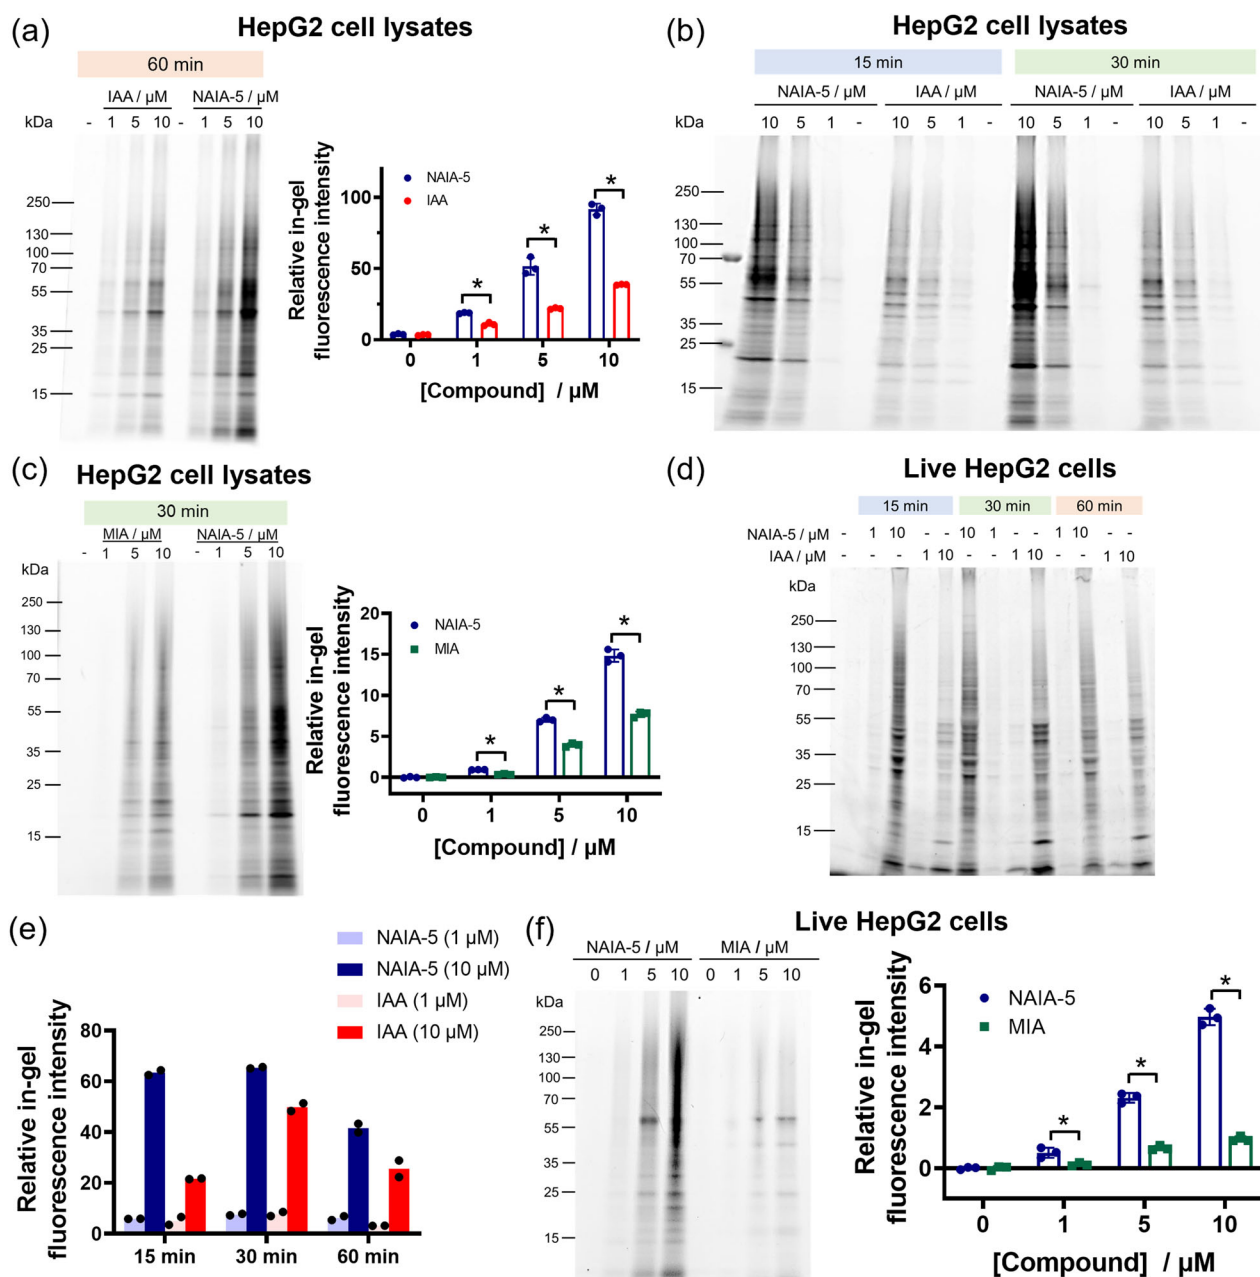 (a)
HepG2 cell lysates
60 min
IAA / μM NAIA-5 / μM
kDa - 1 5 10 - 1 5 10
250
130
100
70
55
35
25
15
Relative in-gel
fluorescence intensity
100
50
0
NAIA-5
IAA
* * *
0 1 5 10
[Compound] / μM
(b)
HepG2 cell lysates
15 min 30 min
NAIA-5 / μM IAA / μM NAIA-5 / μM IAA / μM
kDa 10 5 1 - 10 5 1 - 10 5 1 - 10 5 1 -
250
130
100
70
55
35
25
15
(c)
HepG2 cell lysates
30 min
MIA / μM NAIA-5 / μM
- 1 5 10 - 1 5 10
kDa
250
130
100
70
55
35
25
15
Relative in-gel
fluorescence intensity
20
15
10
5
0
NAIA-5
MIA
* * *
0 1 5 10
[Compound] / μM
(d)
Live HepG2 cells
15 min 30 min 60 min
NAIA-5 / μM - - 1 10 - - 10 1 - - 1 10 - -
IAA / μM - - - - 1 10 - - 1 10 - - 1 10
kDa
250
130
100
70
55
35
25
15
(e)
NAIA-5 (1 μM)
NAIA-5 (10 μM)
IAA (1 μM)
IAA (10 μM)
Relative in-gel
fluorescence intensity
80
60
40
20
0
15 min 30 min 60 min
(f)
Live HepG2 cells
NAIA-5 / μM MIA / μM
0 1 5 10 0 1 5 10
kDa
250
130
100
70
55
35
25
15
Relative in-gel
fluorescence intensity
6
4
2
0
NAIA-5
MIA
* * *
0 1 5 10
[Compound] / μM